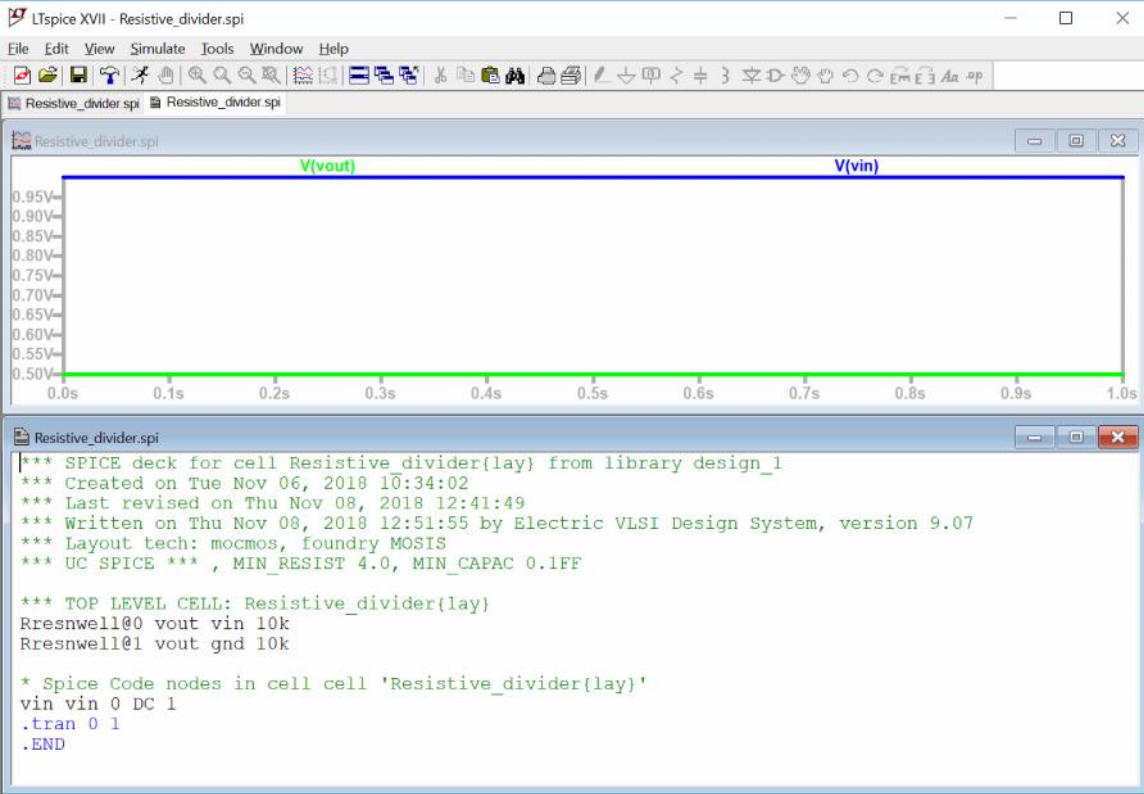 LTspice XVII - Resistive_divider.spi
File Edit View Simulate Tools Window Help
Resistive_divider.spi Resistive_divider.spi
Resistive_divider.spi
V(vout) V(vin)
0.95V
0.90V
0.85V
0.80V
0.75V
0.70V
0.65V
0.60V
0.55V
0.50V
0.0s 0.1s 0.2s 0.3s 0.4s 0.5s 0.6s 0.7s 0.8s 0.9s 1.0s
Resistive_divider.spi
*** SPICE deck for cell Resistive_divider{lay} from library design_1
*** Created on Tue Nov 06, 2018 10:34:02
*** Last revised on Thu Nov 08, 2018 12:41:49
*** Written on Thu Nov 08, 2018 12:51:55 by Electric VLSI Design System, version 9.07
*** Layout tech: mocmos, foundry MOSIS
*** UC SPICE *** , MIN_RESIST 4.0, MIN_CAPAC 0.1FF
*** TOP LEVEL CELL: Resistive_divider{lay}
Rresnwell@0 vout vin 10k
Rresnwell@1 vout gnd 10k
* Spice Code nodes in cell cell 'Resistive_divider{lay}'
vin vin 0 DC 1
.tran 0 1
.END